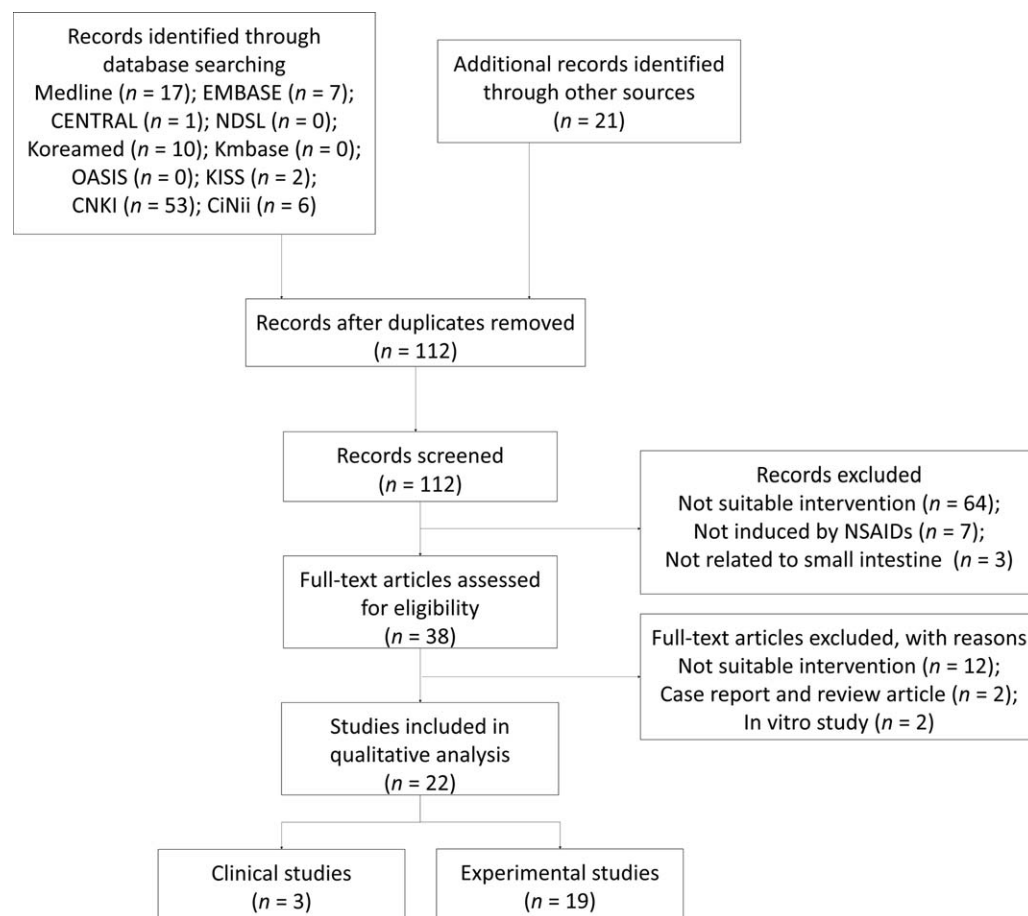 Records identified through
database searching
Medline (n = 17); EMBASE (n = 7);
CENTRAL (n = 1); NDSL (n = 0);
Koreamed (n = 10); Kmbase (n = 0);
OASIS (n = 0); KISS (n = 2);
CNKI (n = 53); CiNii (n = 6)
Additional records identified
through other sources
(n = 21)
Records after duplicates removed
(n = 112)
Records screened
(n = 112)
Records excluded
Not suitable intervention (n = 64);
Not induced by NSAIDs (n = 7);
Not related to small intestine (n = 3)
Full-text articles assessed
for eligibility
(n = 38)
Full-text articles excluded, with reasons
Not suitable intervention (n = 12);
Case report and review article (n = 2);
In vitro study (n = 2)
Studies included in
qualitative analysis
(n = 22)
Clinical studies
(n = 3)
Experimental studies
(n = 19)